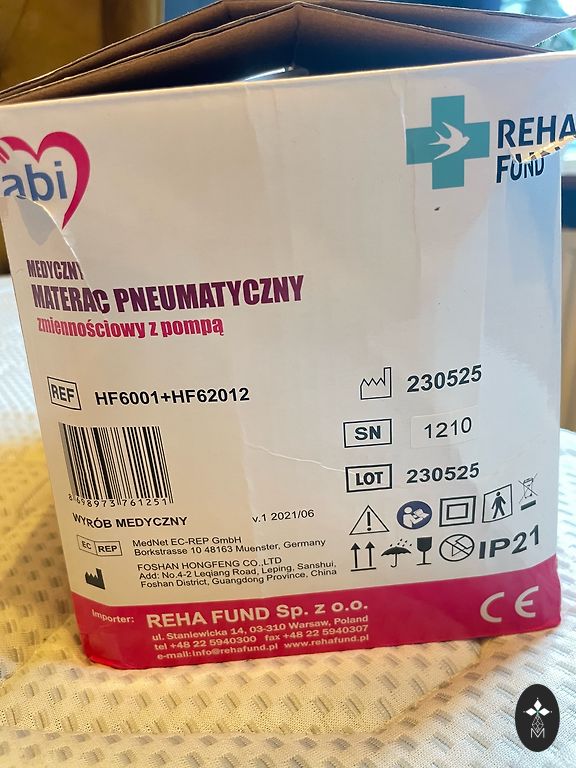 abi
REHA
FUND
MEDYCZNY
MATERAC PNEUMATYCZNY
zmiennościowy z pompą
REF HF6001+HF62012
230525
SN 1210
LOT 230525
8 698973 761251
WYRÓB MEDYCZNY v.1 2021/06
EC REP MedNet EC-REP GmbH
Borkstrasse 10 48163 Muenster, Germany
FOSHAN HONGFENG CO.,LTD
Add: No.4-2 Leqiang Road, Leping, Sanshui,
Foshan District, Guangdong Province, China
IP21
Importer: REHA FUND Sp. z o.o.
ul. Staniewicka 14, 03-310 Warsaw, Poland
tel +48 22 5940300 fax +48 22 5940307
e-mail:info@rehafund.pl www.rehafund.pl
CE
M